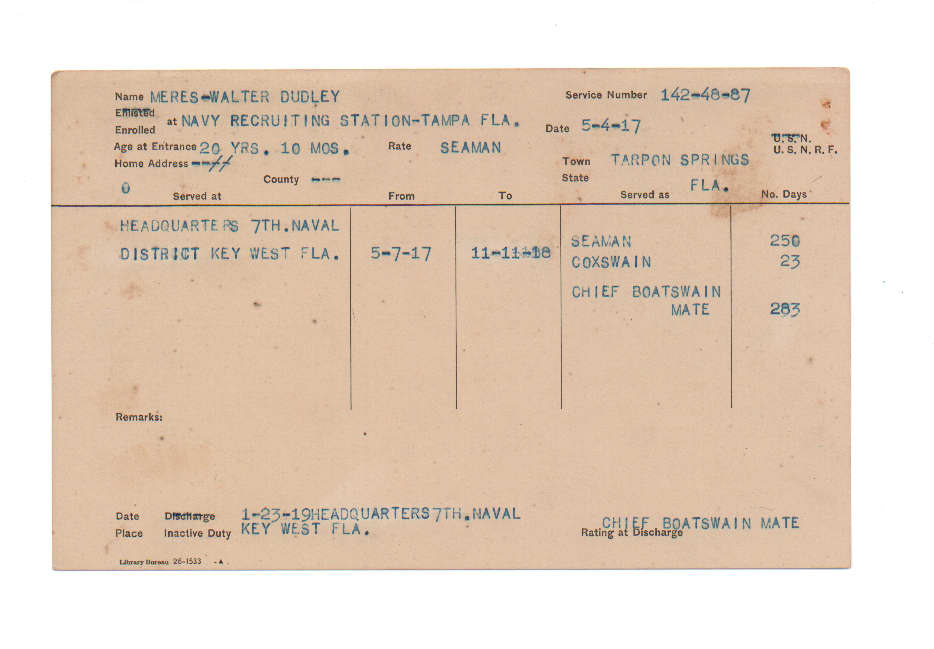 Name MERES-WALTER DUDLEY Service Number 142-48-87
Enlisted
Enrolled at NAVY RECRUITING STATION-TAMPA FLA. Date 5-4-17
U.S.N.
U. S. N. R. F.
Age at Entrance 20 YRS. 10 MOS. Rate SEAMAN
Home Address --- Town TARPON SPRINGS
County --- State FLA.
0
Served at From To Served as No. Days
HEADQUARTERS 7TH.NAVAL
DISTRICT KEY WEST FLA. 5-7-17 11-11-18 SEAMAN 250
COXSWAIN 23
CHIEF BOATSWAIN
MATE 283
Remarks:
Date Discharge 1-23-19HEADQUARTERS7TH.NAVAL
Place Inactive Duty KEY WEST FLA. CHIEF BOATSWAIN MATE
Rating at Discharge
Library Bureau 26-1533 -A.